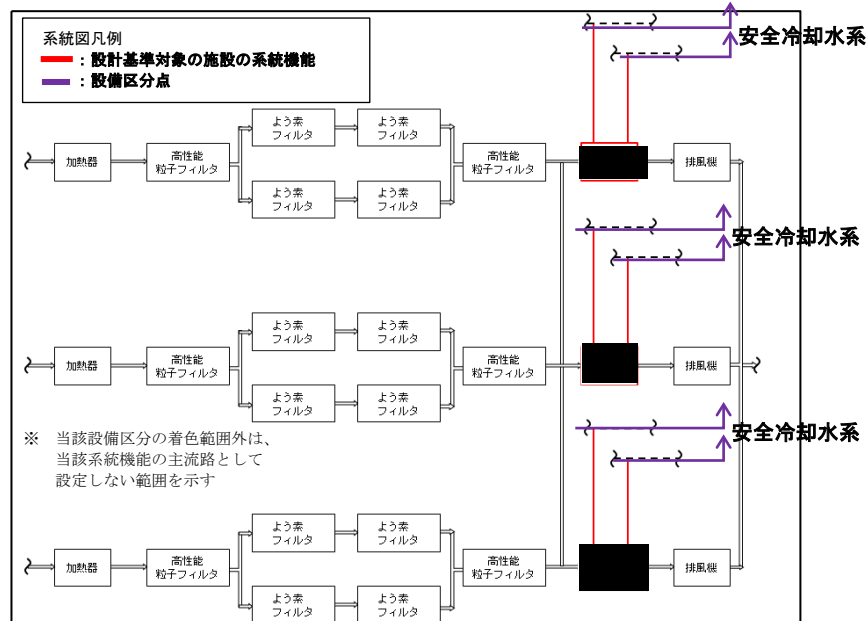 系統図凡例
：設計基準対象の施設の系統機能
：設備区分点
安全冷却水系
加熱器
高性能
粒子フィルタ
よう素
フィルタ
よう素
フィルタ
よう素
フィルタ
よう素
フィルタ
高性能
粒子フィルタ
排風機
安全冷却水系
加熱器
高性能
粒子フィルタ
よう素
フィルタ
よう素
フィルタ
よう素
フィルタ
よう素
フィルタ
高性能
粒子フィルタ
排風機
※　当該設備区分の着色範囲外は、
当該系統機能の主流路として
設定しない範囲を示す
安全冷却水系
加熱器
高性能
粒子フィルタ
よう素
フィルタ
よう素
フィルタ
よう素
フィルタ
よう素
フィルタ
高性能
粒子フィルタ
排風機